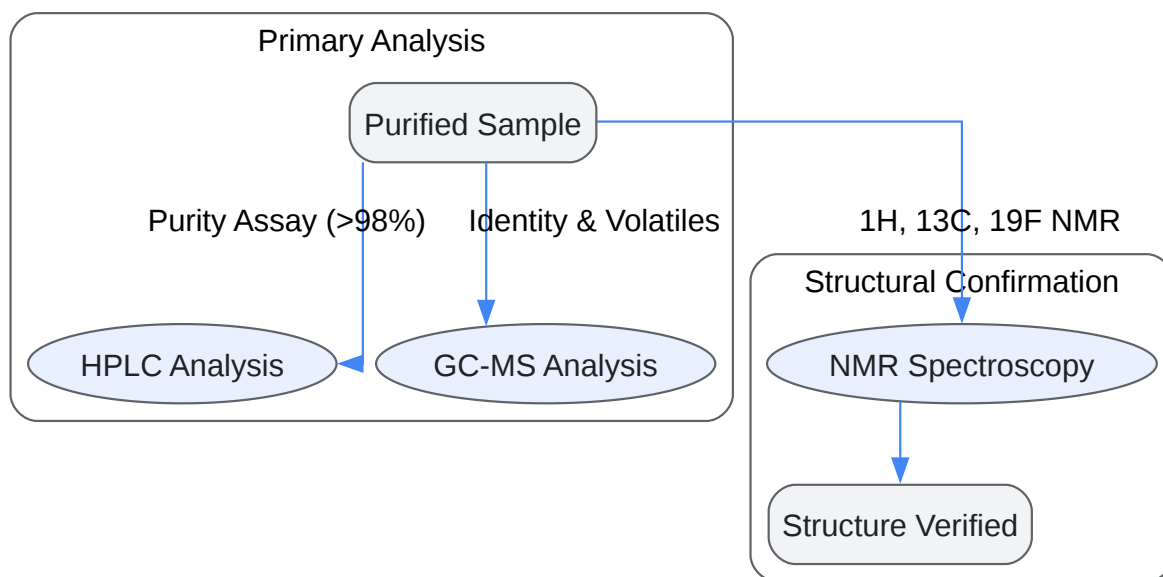 Primary Analysis
Purified Sample
Purity Assay (>98%)
Identity & Volatiles
1H, 13C, 19F NMR
Structural Confirmation
HPLC Analysis
GC-MS Analysis
NMR Spectroscopy
Structure Verified